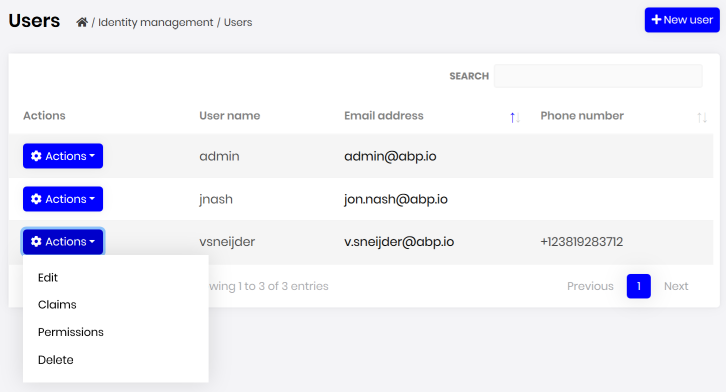 Users / Identity management / Users + New user
SEARCH
Actions User name Email address Phone number
Actions admin admin@abp.io
Actions jnash jon.nash@abp.io
Actions vsneijder v.sneijder@abp.io +123819283712
Edit
wing 1 to 3 of 3 entries Previous 1 Next
Claims
Permissions
Delete